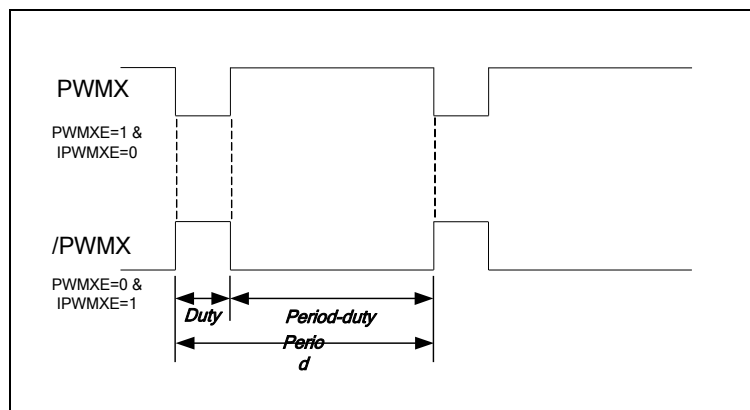 PWMX
PWMXE=1 &
IPWMXE=0
/PWMX
PWMXE=0 &
IPWMXE=1
Duty
Period-duty
Perio
d